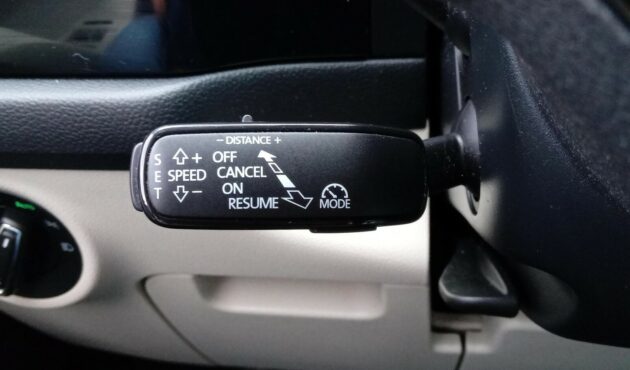 - DISTANCE +
S E T
SPEED + -
OFF
CANCEL
ON
RESUME
MODE